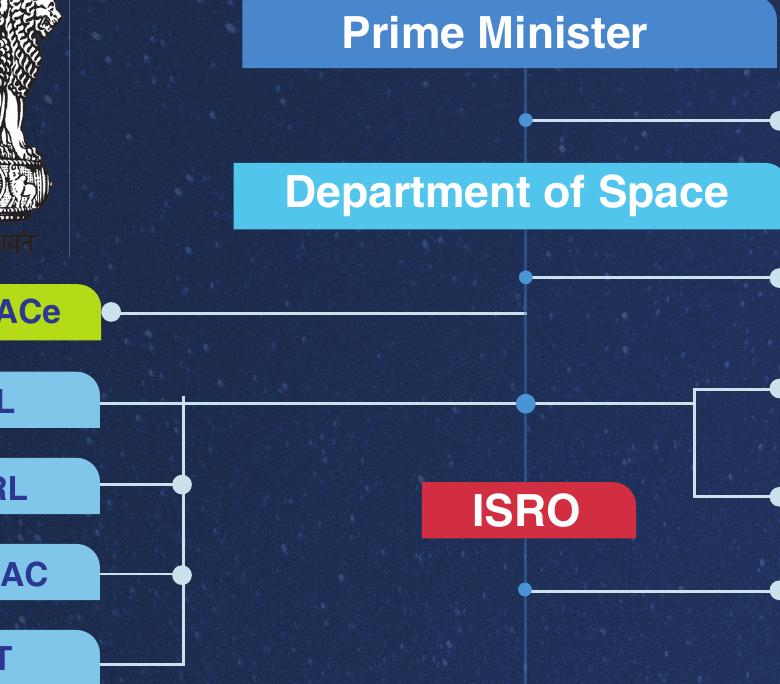 Prime Minister
Department of Space
ACe
L
RL
ISRO
AC
T